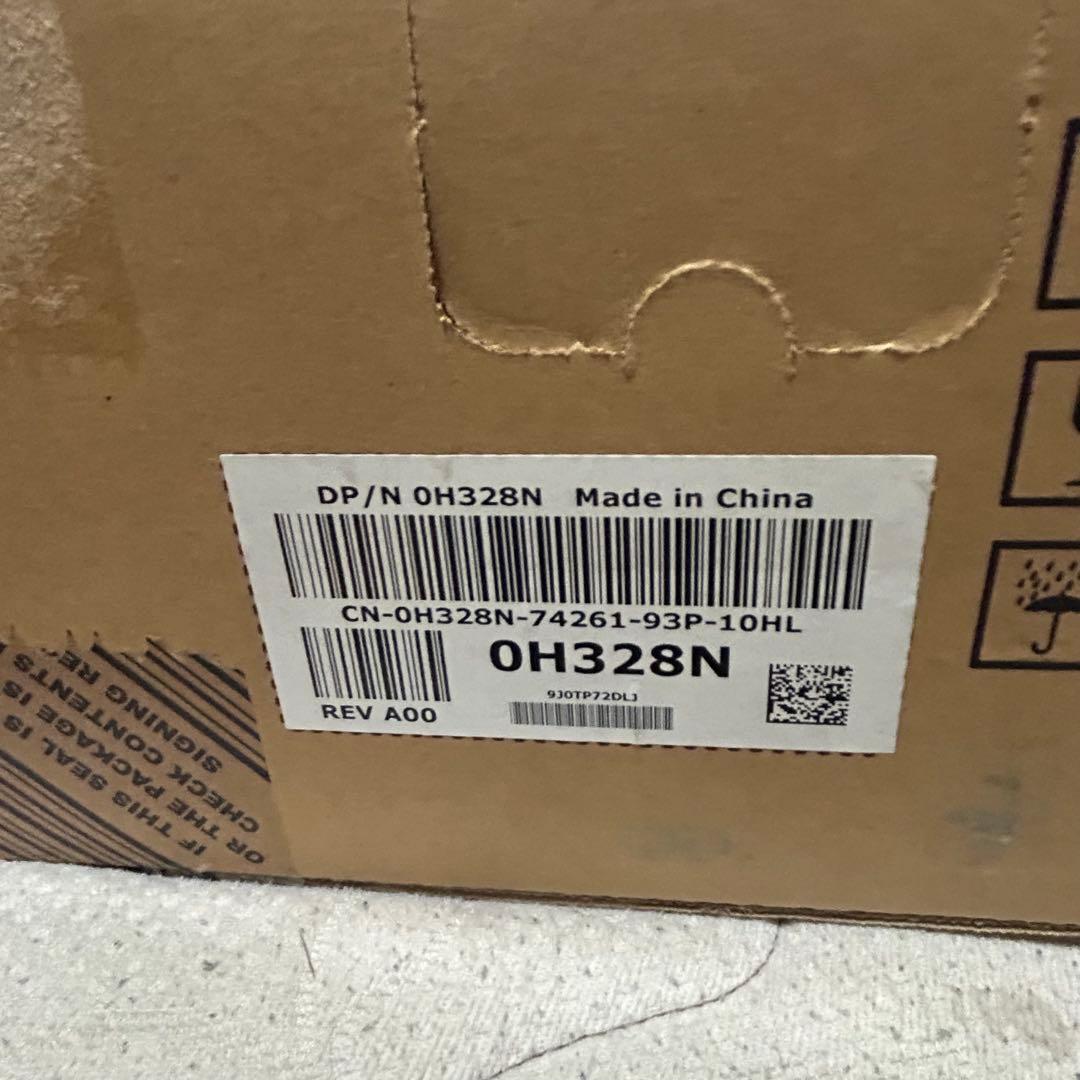 DP/N 0H328N Made in China
CN-0H328N-74261-93P-10HL
0H328N
9J0TP72DLJ
REV A00
IF THIS SEAL IS
OR THE PACKAGE IS
CHECK CONTENTS
SIGNING RE